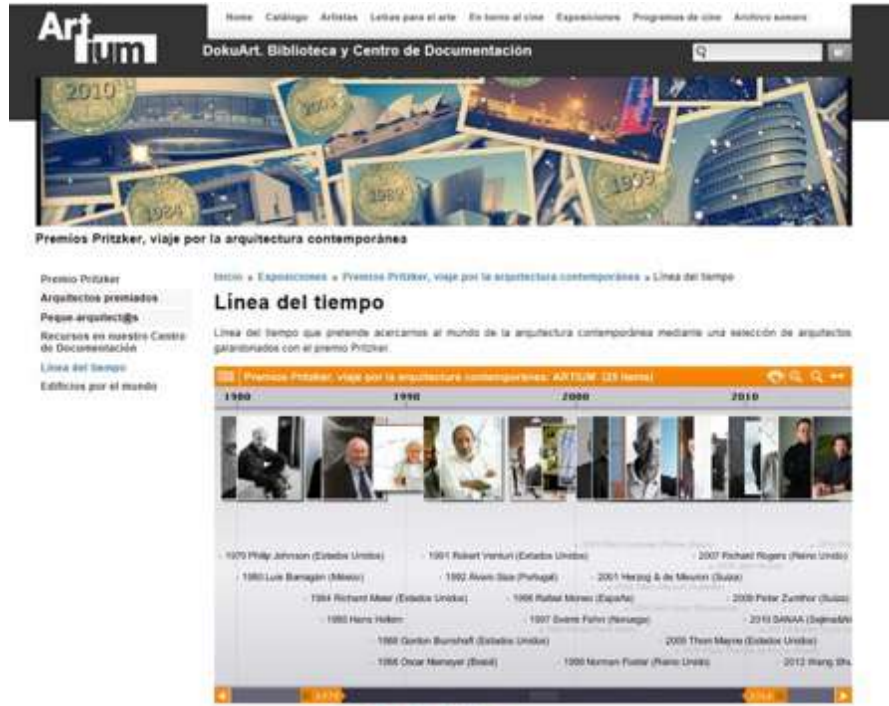 Artium
Home Catálogo Artistas Letras para el arte En torno al cine Exposiciones Programas de cine Archivo sonoro
DokuArt. Biblioteca y Centro de Documentación
2010
2003
1984
1989
1999
Premios Pritzker, viaje por la arquitectura contemporánea
Premio Pritzker
Arquitectos premiados
Peque-arquitect@s
Recursos en nuestro Centro
de Documentación
Línea del tiempo
Edificios por el mundo
Inicio » Exposiciones » Premios Pritzker, viaje por la arquitectura contemporánea » Línea del tiempo
Línea del tiempo
Línea del tiempo que pretende acercarnos al mundo de la arquitectura contemporánea mediante una selección de arquitectos
galardonados con el premio Pritzker.
Premios Pritzker, viaje por la arquitectura contemporánea. ARTIUM (25 items)
1980 1990 2000 2010
1979 Philip Johnson (Estados Unidos) 1991 Robert Venturi (Estados Unidos) 2007 Richard Rogers (Reino Unido)
1980 Luis Barragán (México) 1992 Álvaro Siza (Portugal) 2001 Herzog & de Meuron (Suiza)
1984 Richard Meier (Estados Unidos) 1996 Rafael Moneo (España) 2009 Peter Zumthor (Suiza)
1985 Hans Hollein 1997 Sverre Fehn (Noruega) 2010 SANAA
1988 Gordon Bunshaft (Estados Unidos) 2005 Thom Mayne (Estados Unidos)
1988 Oscar Niemeyer (Brasil) 1999 Norman Foster (Reino Unido) 2012 Wang Shu
1979